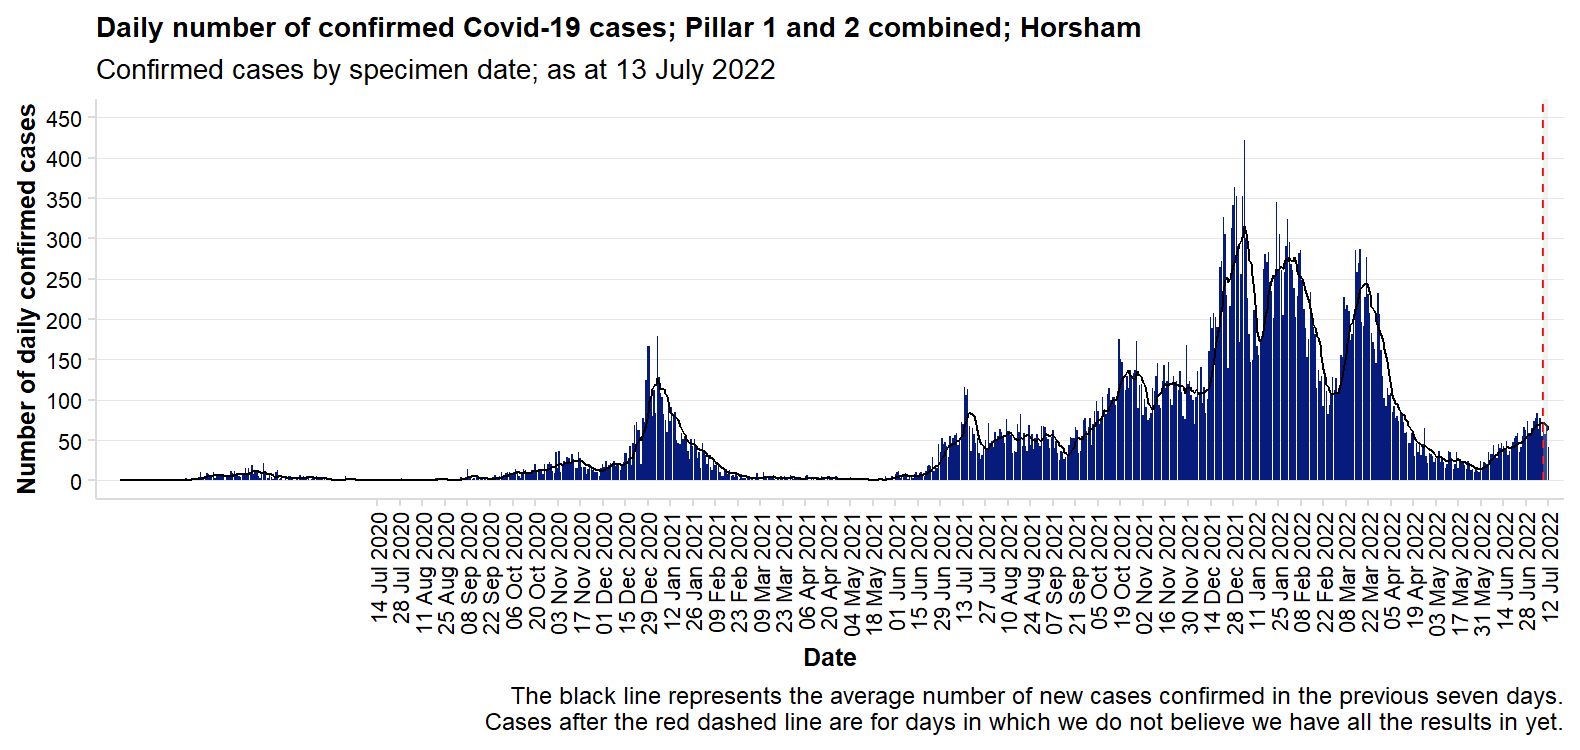 Daily number of confirmed Covid-19 cases; Pillar 1 and 2 combined; Horsham
Confirmed cases by specimen date; as at 13 July 2022
Number of daily confirmed cases
450
400
350
300
250
200
150
100
50
0
14 Jul 2020
28 Jul 2020
11 Aug 2020
25 Aug 2020
08 Sep 2020
22 Sep 2020
06 Oct 2020
20 Oct 2020
03 Nov 2020
17 Nov 2020
01 Dec 2020
15 Dec 2020
29 Dec 2020
12 Jan 2021
26 Jan 2021
09 Feb 2021
23 Feb 2021
09 Mar 2021
23 Mar 2021
06 Apr 2021
20 Apr 2021
04 May 2021
18 May 2021
01 Jun 2021
15 Jun 2021
29 Jun 2021
13 Jul 2021
27 Jul 2021
10 Aug 2021
24 Aug 2021
07 Sep 2021
21 Sep 2021
05 Oct 2021
19 Oct 2021
02 Nov 2021
16 Nov 2021
30 Nov 2021
14 Dec 2021
28 Dec 2021
11 Jan 2022
25 Jan 2022
08 Feb 2022
22 Feb 2022
08 Mar 2022
22 Mar 2022
05 Apr 2022
19 Apr 2022
03 May 2022
17 May 2022
31 May 2022
14 Jun 2022
28 Jun 2022
12 Jul 2022
Date
The black line represents the average number of new cases confirmed in the previous seven days.
Cases after the red dashed line are for days in which we do not believe we have all the results in yet.